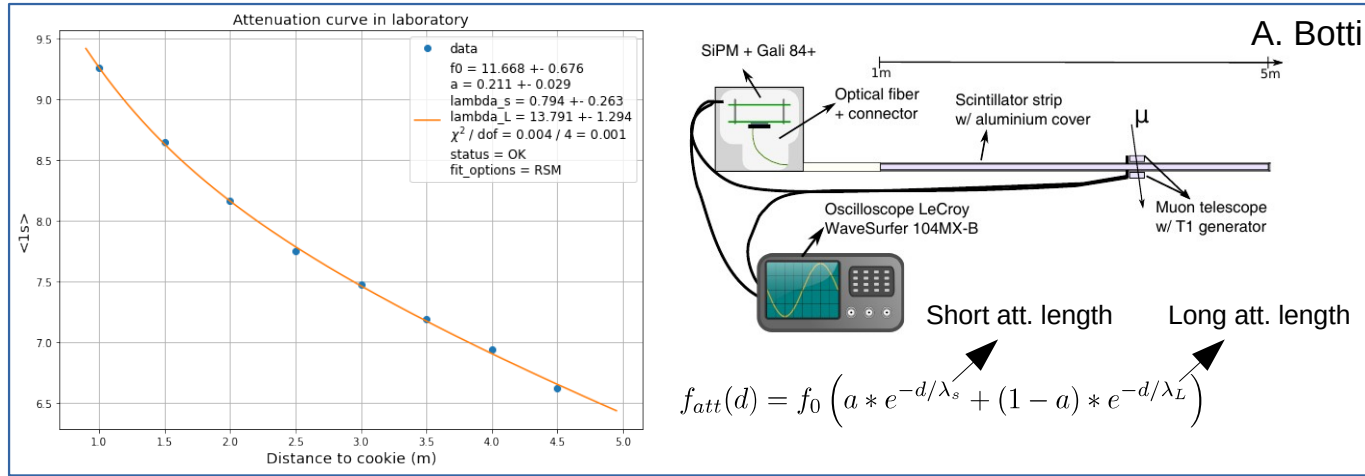 Attenuation curve in laboratory
9.5
9.0
8.5
8.0
7.5
7.0
6.5
<1s>
data
f0 = 11.668 +- 0.676
a = 0.211 +- 0.029
lambda_s = 0.794 +- 0.263
lambda_L = 13.791 +- 1.294
χ² / dof = 0.004 / 4 = 0.001
status = OK
fit_options = RSM
1.0 1.5 2.0 2.5 3.0 3.5 4.0 4.5 5.0
Distance to cookie (m)
A. Botti
SiPM + Gali 84+
1m 5m
Optical fiber
+ connector
Scintillator strip
w/ aluminium cover
μ
Muon telescope
w/ T1 generator
Oscilloscope LeCroy
WaveSurfer 104MX-B
Short att. length Long att. length
f_{att}(d) = f_0 (a * e^{-d/λ_s} + (1 − a) * e^{-d/λ_L})